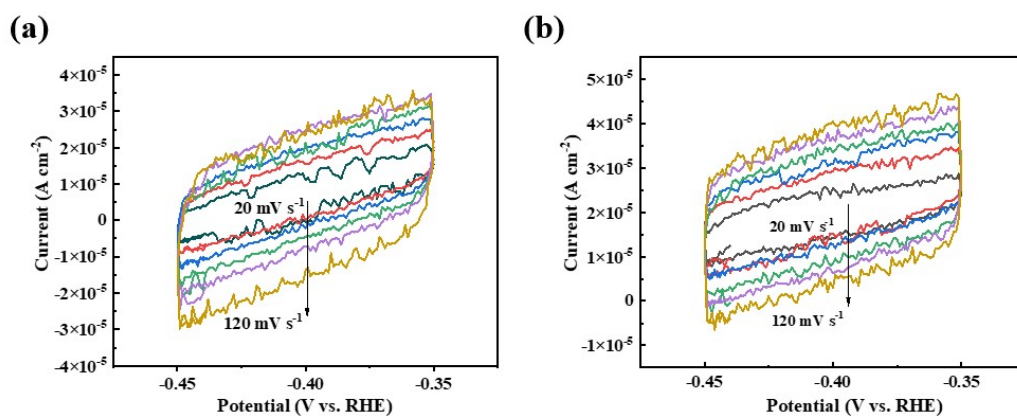 (a)
4×10⁻⁵
3×10⁻⁵
2×10⁻⁵
1×10⁻⁵
0
-1×10⁻⁵
-2×10⁻⁵
-3×10⁻⁵
-4×10⁻⁵
Current (A cm⁻²)
20 mV s⁻¹
120 mV s⁻¹
-0.45
-0.40
-0.35
Potential (V vs. RHE)
(b)
5×10⁻⁵
4×10⁻⁵
3×10⁻⁵
2×10⁻⁵
1×10⁻⁵
0
-1×10⁻⁵
Current (A cm⁻²)
20 mV s⁻¹
120 mV s⁻¹
-0.45
-0.40
-0.35
Potential (V vs. RHE)